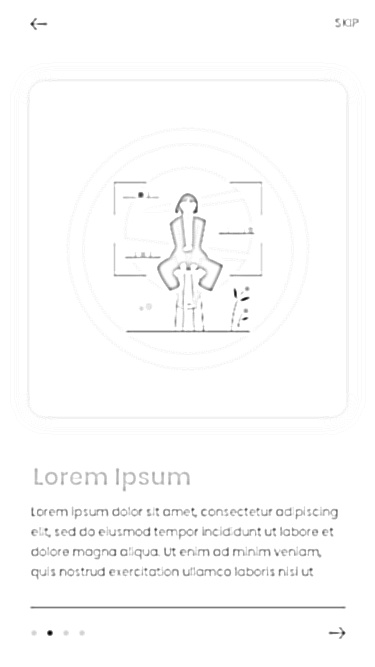 SKIP
Lorem Ipsum
Lorem ipsum dolor sit amet, consectetur adipiscing
elit, sed do eiusmod tempor incididunt ut labore et
dolore magna aliqua. Ut enim ad minim veniam,
quis nostrud exercitation ullamco laboris nisi ut